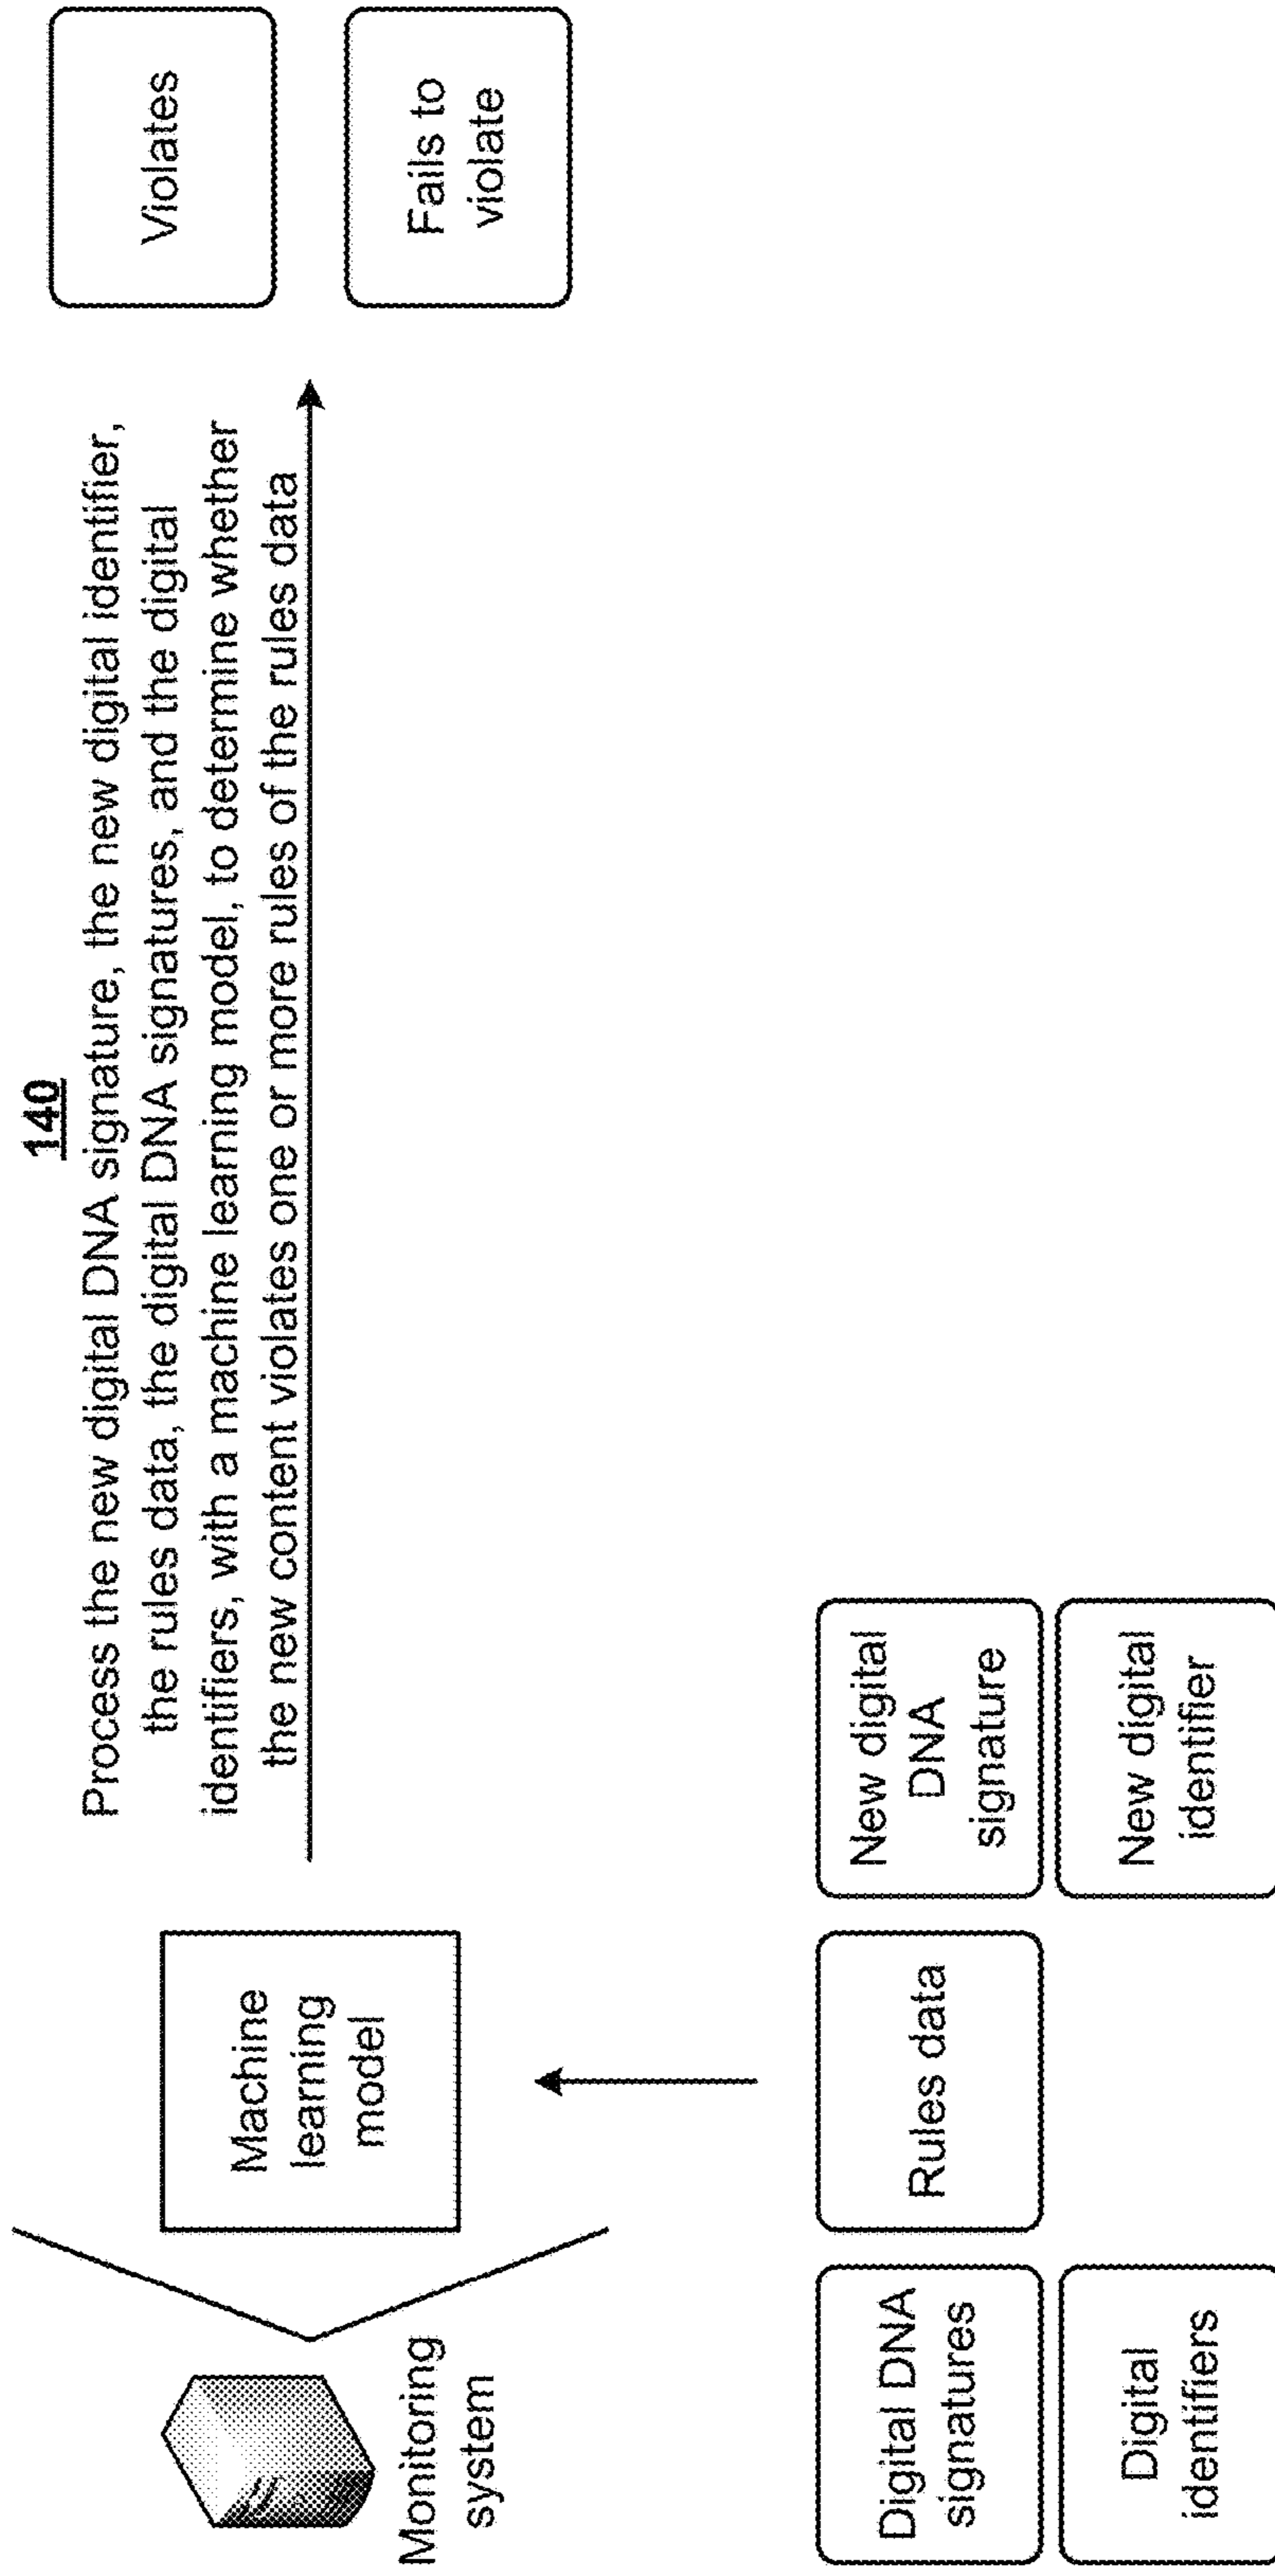 140
Process the new digital DNA signature, the new digital identifier,
the rules data, the digital DNA signatures, and the digital
identifiers, with a machine learning model, to determine whether
the new content violates one or more rules of the rules data
Monitoring
system
Machine
learning
model
Violates
Fails to
violate
Digital DNA
signatures
Digital
identifiers
Rules data
New digital
DNA
signature
New digital
identifier